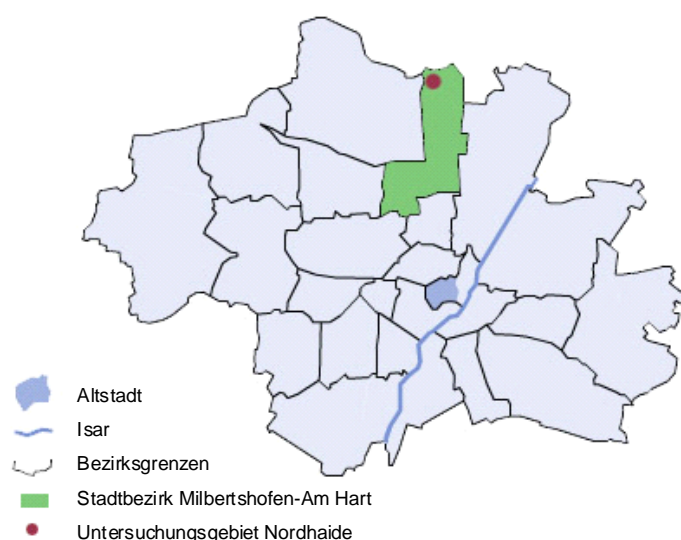 Altstadt
Isar
Bezirksgrenzen
Stadtbezirk Milbertshofen-Am Hart
Untersuchungsgebiet Nordhaide